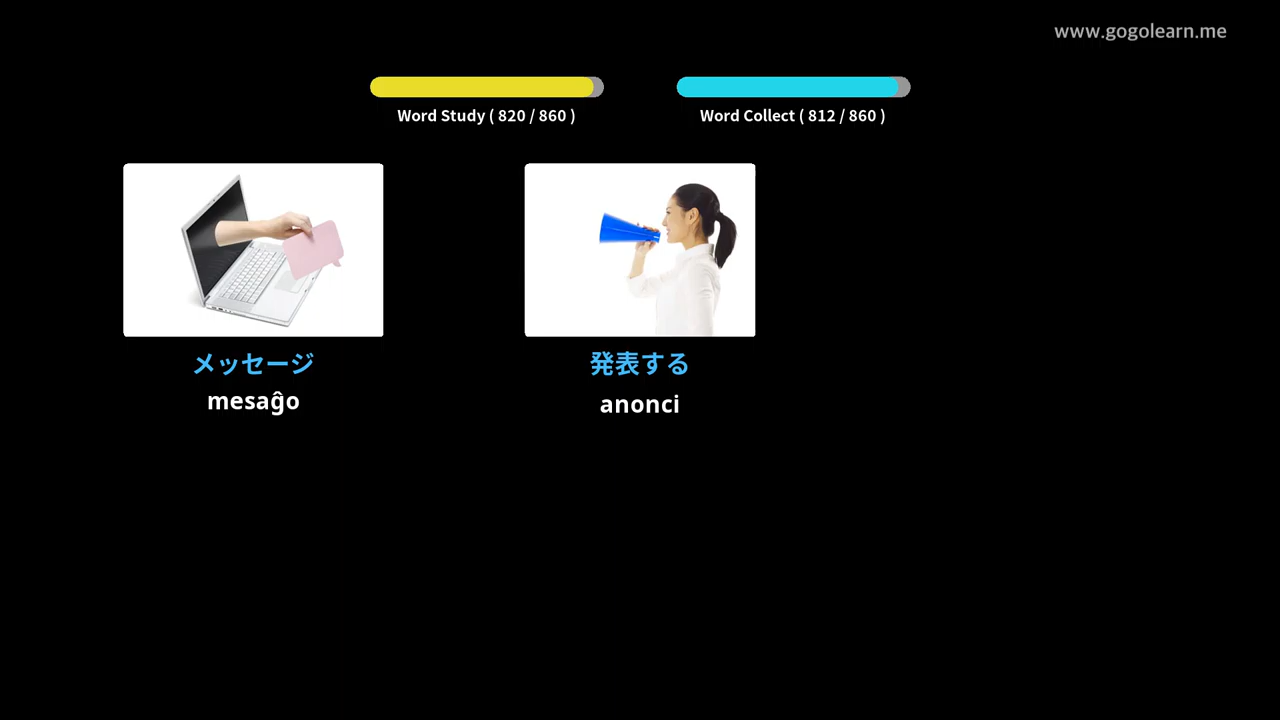 www.gogolearn.me
Word Study ( 820 / 860 )
Word Collect ( 812 / 860 )
メッセージ
mesaĝo
発表する
anonci